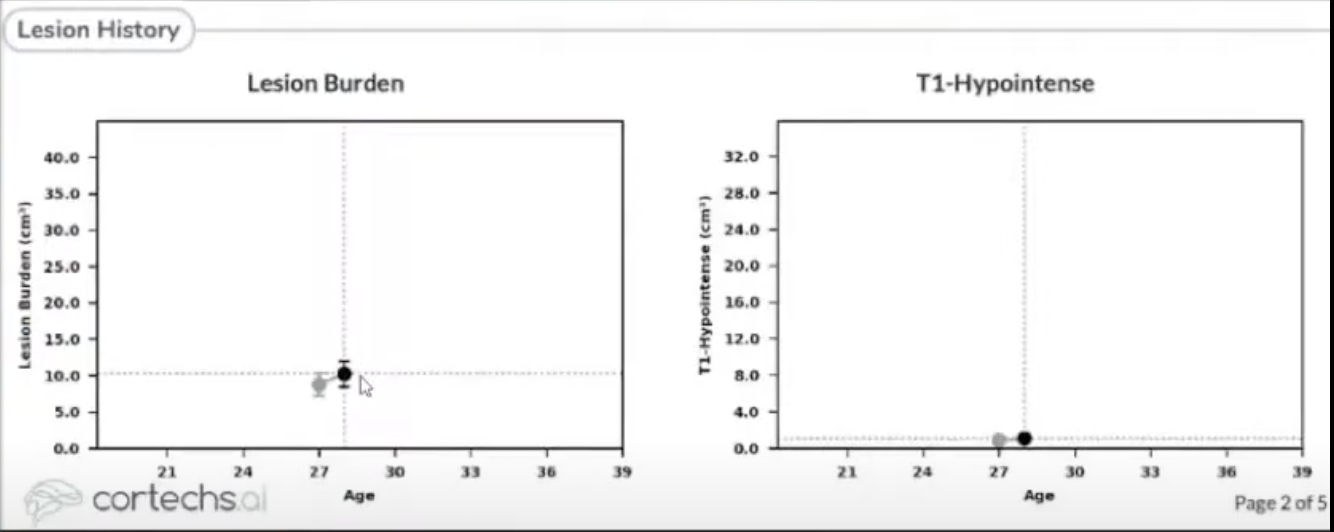 Lesion History
Lesion Burden
T1-Hypointense
Lesion Burden (cm³)
40.0
35.0
30.0
25.0
20.0
15.0
10.0
5.0
0.0
21 24 27 30 33 36 39
Age
T1-Hypointense (cm³)
32.0
28.0
24.0
20.0
16.0
12.0
8.0
4.0
0.0
21 24 27 30 33 36 39
Age
cortechs.ai
Page 2 of 5